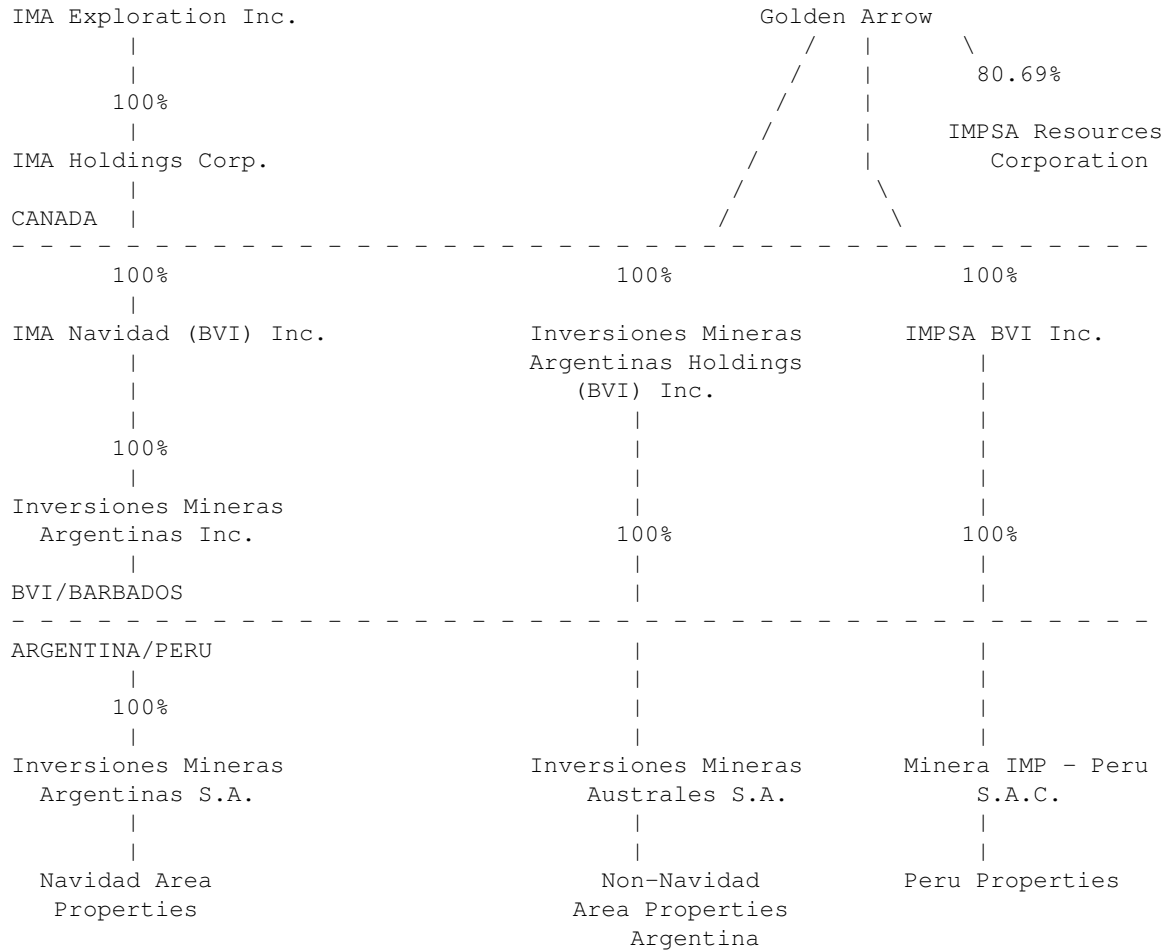 IMA Exploration Inc. Golden Arrow
80.69%
100%
IMPSA Resources
IMA Holdings Corp. Corporation
CANADA
100% 100% 100%
IMA Navidad (BVI) Inc. Inversiones Mineras IMPSA BVI Inc.
Argentinas Holdings
(BVI) Inc.
100%
Inversiones Mineras
Argentinas Inc. 100% 100%
BVI/BARBADOS
ARGENTINA/PERU
100%
Inversiones Mineras Inversiones Mineras Minera IMP - Peru
Argentinas S.A. Australes S.A. S.A.C.
Navidad Area Non-Navidad Peru Properties
Properties Area Properties
Argentina